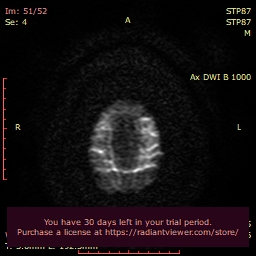 Im: 51/52
Se: 4
A
STP87
STP87
M
Ax DWI B 1000
R
L
You have 30 days left in your trial period.
Purchase a license at https://radiantviewer.com/store/